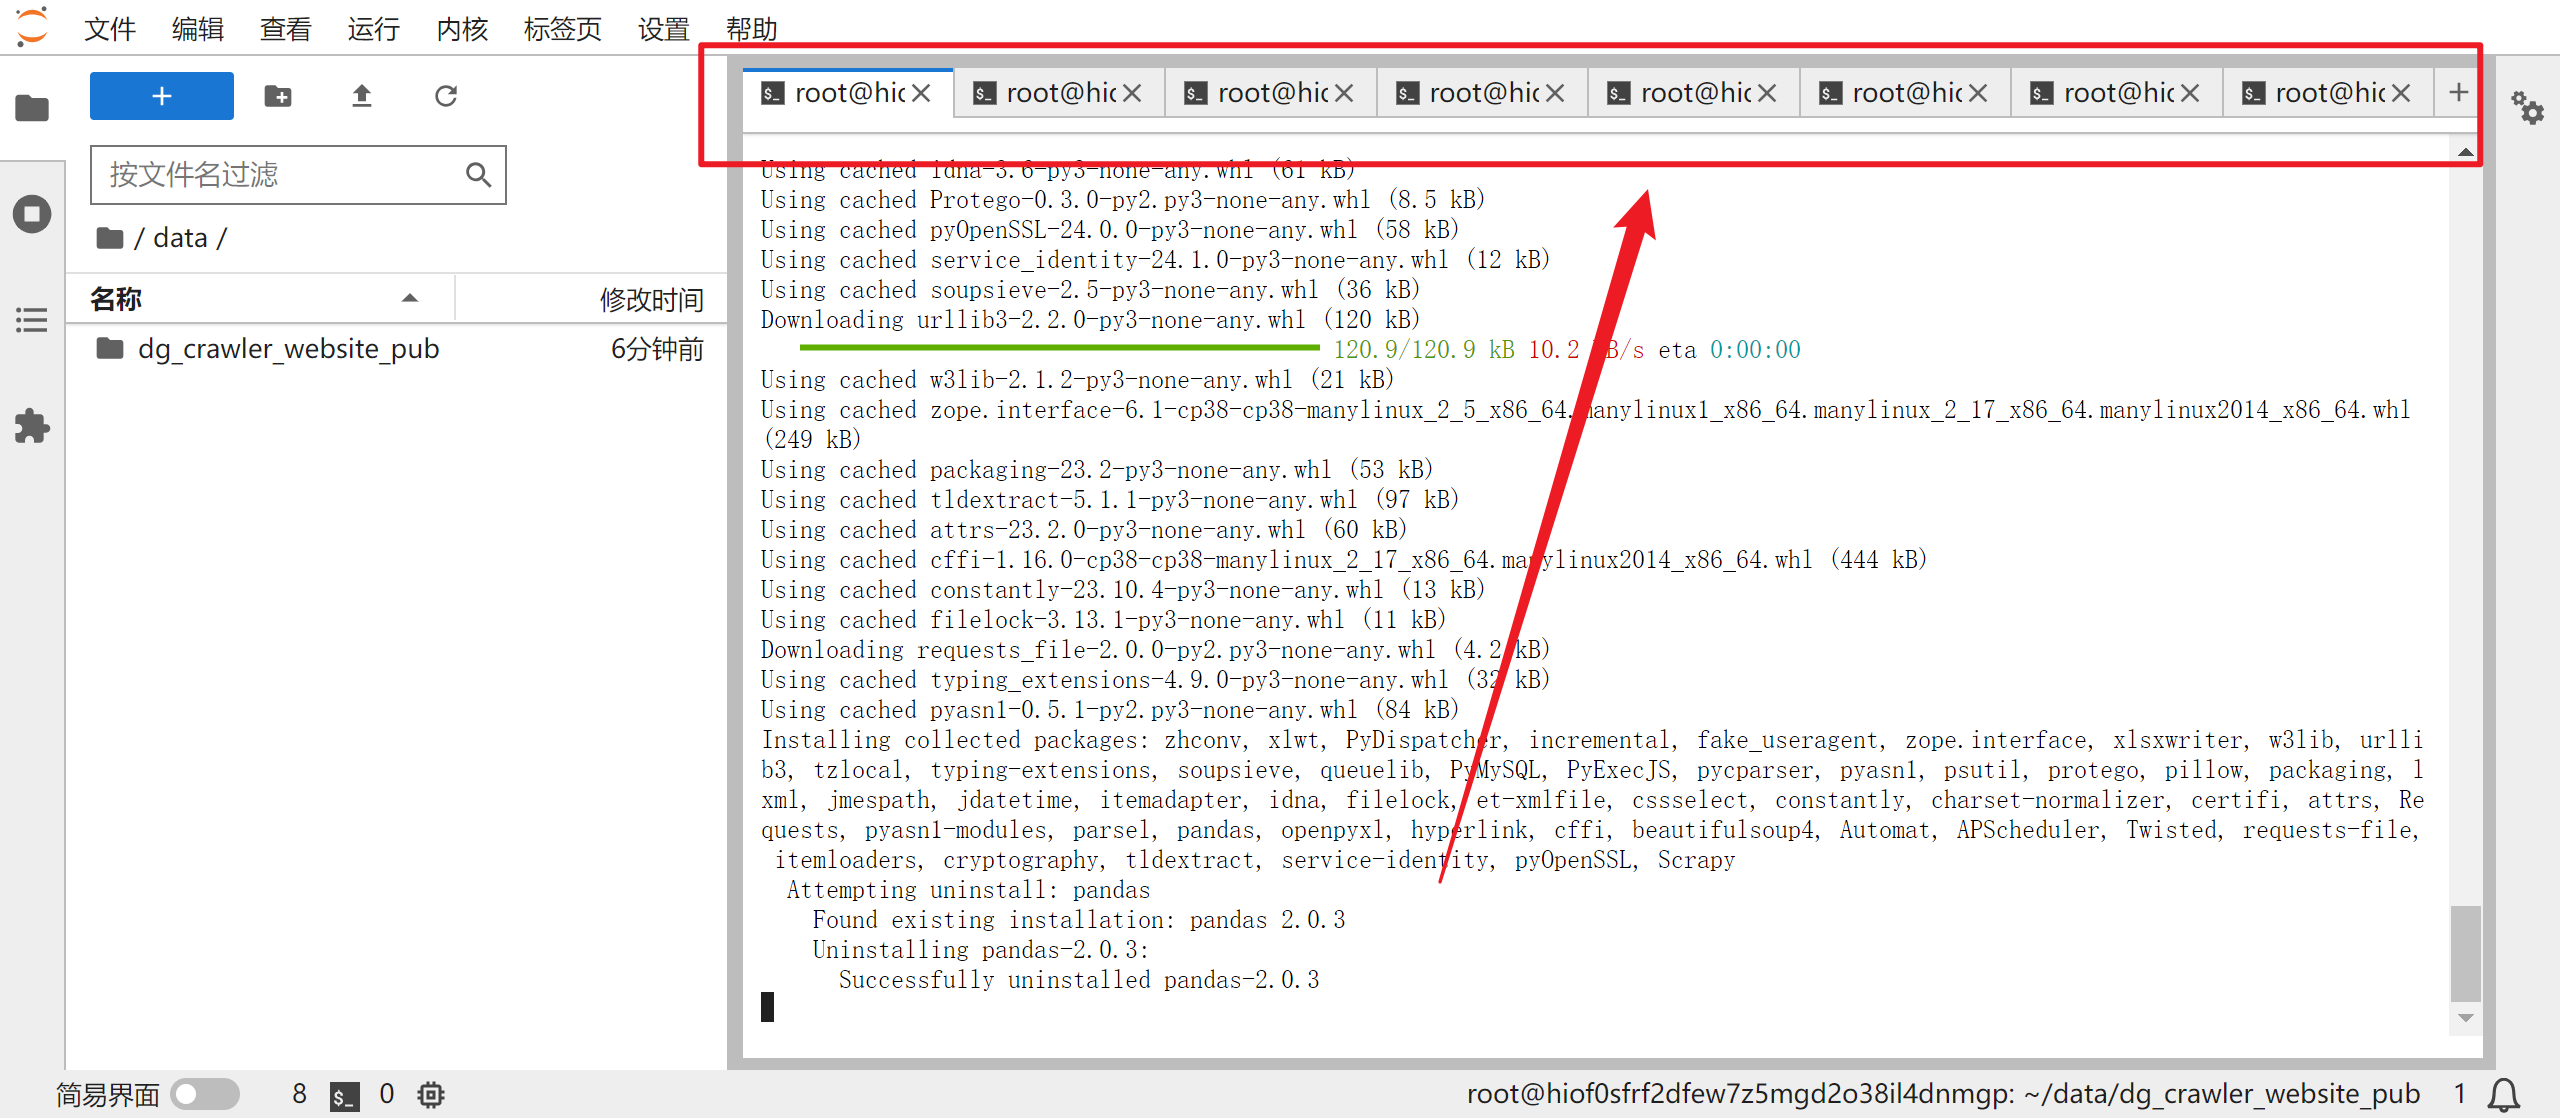 文件 编辑 查看 运行 内核 标签页 设置 帮助
root@hic root@hic root@hic root@hic root@hic root@hic root@hic root@hic
按文件名过滤
/ data /
名称 修改时间
dg_crawler_website_pub 6分钟前
Using cached idna-3.6-py3-none-any.whl (61 kB)
Using cached Protego-0.3.0-py2.py3-none-any.whl (8.5 kB)
Using cached pyOpenSSL-24.0.0-py3-none-any.whl (58 kB)
Using cached service_identity-24.1.0-py3-none-any.whl (12 kB)
Using cached soupsieve-2.5-py3-none-any.whl (36 kB)
Downloading urllib3-2.2.0-py3-none-any.whl (120 kB)
120.9/120.9 kB 10.2 B/s eta 0:00:00
Using cached w3lib-2.1.2-py3-none-any.whl (21 kB)
Using cached zope.interface-6.1-cp38-cp38-manylinux_2_5_x86_64.manylinux1_x86_64.manylinux_2_17_x86_64.manylinux2014_x86_64.whl
(249 kB)
Using cached packaging-23.2-py3-none-any.whl (53 kB)
Using cached tldextract-5.1.1-py3-none-any.whl (97 kB)
Using cached attrs-23.2.0-py3-none-any.whl (60 kB)
Using cached cffi-1.16.0-cp38-cp38-manylinux_2_17_x86_64.manylinux2014_x86_64.whl (444 kB)
Using cached constantly-23.10.4-py3-none-any.whl (13 kB)
Using cached filelock-3.13.1-py3-none-any.whl (11 kB)
Downloading requests_file-2.0.0-py2.py3-none-any.whl (4.2 kB)
Using cached typing_extensions-4.9.0-py3-none-any.whl (32 kB)
Using cached pyasn1-0.5.1-py2.py3-none-any.whl (84 kB)
Installing collected packages: zhconv, xlwt, PyDispatcher, incremental, fake_useragent, zope.interface, xlsxwriter, w3lib, urlli
b3, tzlocal, typing-extensions, soupsieve, queuelib, PyMySQL, PyExecJS, pycparser, pyasn1, psutil, protego, pillow, packaging, l
xml, jmespath, jdatetime, itemadapter, idna, filelock, et-xmlfile, cssselect, constantly, charset-normalizer, certifi, attrs, Re
quests, pyasn1-modules, parsel, pandas, openpyxl, hyperlink, cffi, beautifulsoup4, Automat, APScheduler, Twisted, requests-file,
itemloaders, cryptography, tldextract, service-identity, pyOpenSSL, Scrapy
Attempting uninstall: pandas
Found existing installation: pandas 2.0.3
Uninstalling pandas-2.0.3:
Successfully uninstalled pandas-2.0.3
简易界面 8 $_ 0 root@hiof0sfrf2dfew7z5mgd2o38il4dnmgp: ~/data/dg_crawler_website_pub 1